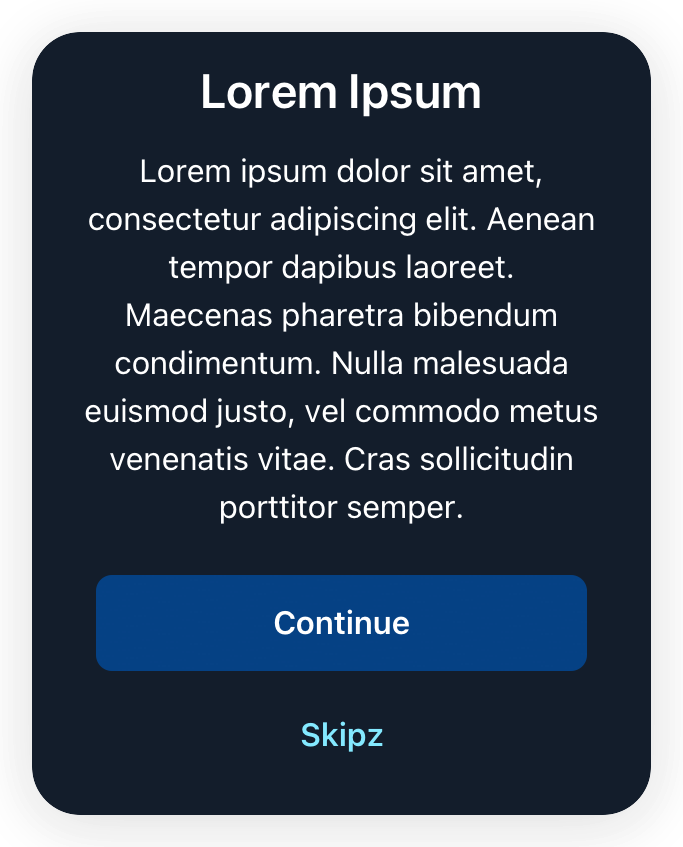 Lorem Ipsum
Lorem ipsum dolor sit amet,
consectetur adipiscing elit. Aenean
tempor dapibus laoreet.
Maecenas pharetra bibendum
condimentum. Nulla malesuada
euismod justo, vel commodo metus
venenatis vitae. Cras sollicitudin
porttitor semper.
Continue
Skipz